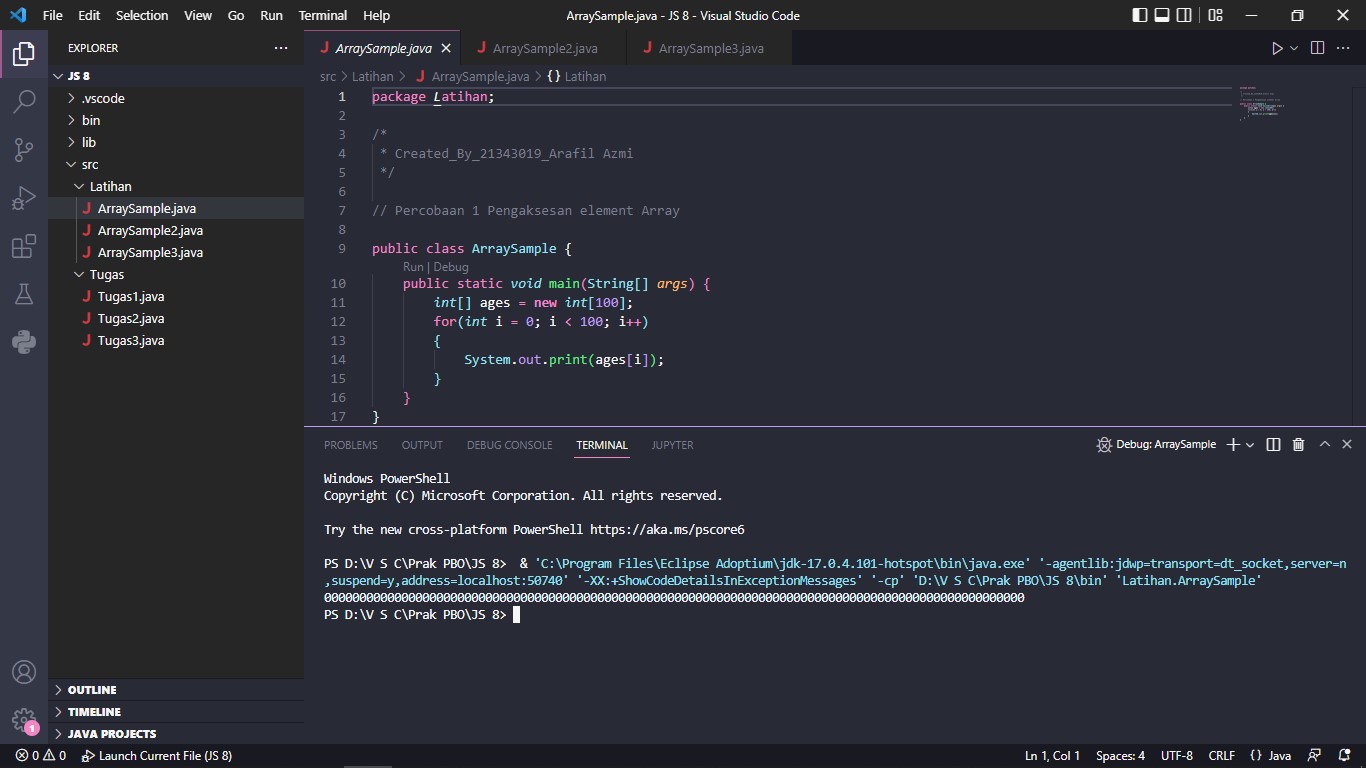 File Edit Selection View Go Run Terminal Help ArraySample.java - JS 8 - Visual Studio Code
EXPLORER
JS 8
.vscode
bin
lib
src
Latihan
ArraySample.java
ArraySample2.java
ArraySample3.java
Tugas
Tugas1.java
Tugas2.java
Tugas3.java
OUTLINE
TIMELINE
JAVA PROJECTS
1
ArraySample.java ArraySample2.java ArraySample3.java
src > Latihan > ArraySample.java > {} Latihan
1 package Latihan;
2
3 /*
4 * Created_By_21343019_Arafil Azmi
5 */
6
7 // Percobaan 1 Pengaksesan element Array
8
9 public class ArraySample {
Run | Debug
10 public static void main(String[] args) {
11 int[] ages = new int[100];
12 for(int i = 0; i < 100; i++)
13 {
14 System.out.print(ages[i]);
15 }
16 }
17 }
PROBLEMS OUTPUT DEBUG CONSOLE TERMINAL JUPYTER Debug: ArraySample
Windows PowerShell
Copyright (C) Microsoft Corporation. All rights reserved.
Try the new cross-platform PowerShell https://aka.ms/pscore6
PS D:\V S C\Prak PBO\JS 8> & 'C:\Program Files\Eclipse Adoptium\jdk-17.0.4.101-hotspot\bin\java.exe' '-agentlib:jdwp=transport=dt_socket,server=n
,suspend=y,address=localhost:50740' '-XX:+ShowCodeDetailsInExceptionMessages' '-cp' 'D:\V S C\Prak PBO\JS 8\bin' 'Latihan.ArraySample'
0000000000000000000000000000000000000000000000000000000000000000000000000000000000000000000000000000
PS D:\V S C\Prak PBO\JS 8>
0 0 Launch Current File (JS 8) Ln 1, Col 1 Spaces: 4 UTF-8 CRLF {} Java